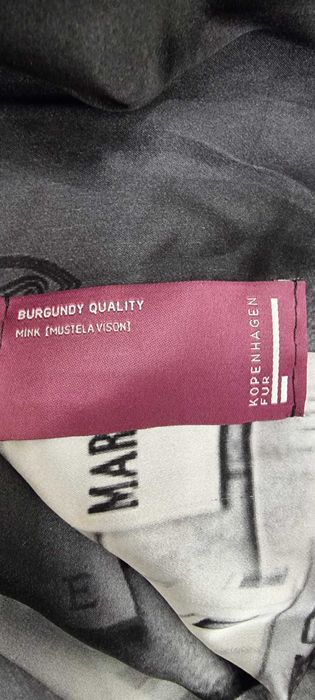 BURGUNDY QUALITY
MINK [MUSTELA VISON]
KOPENHAGEN
FUR
MAR